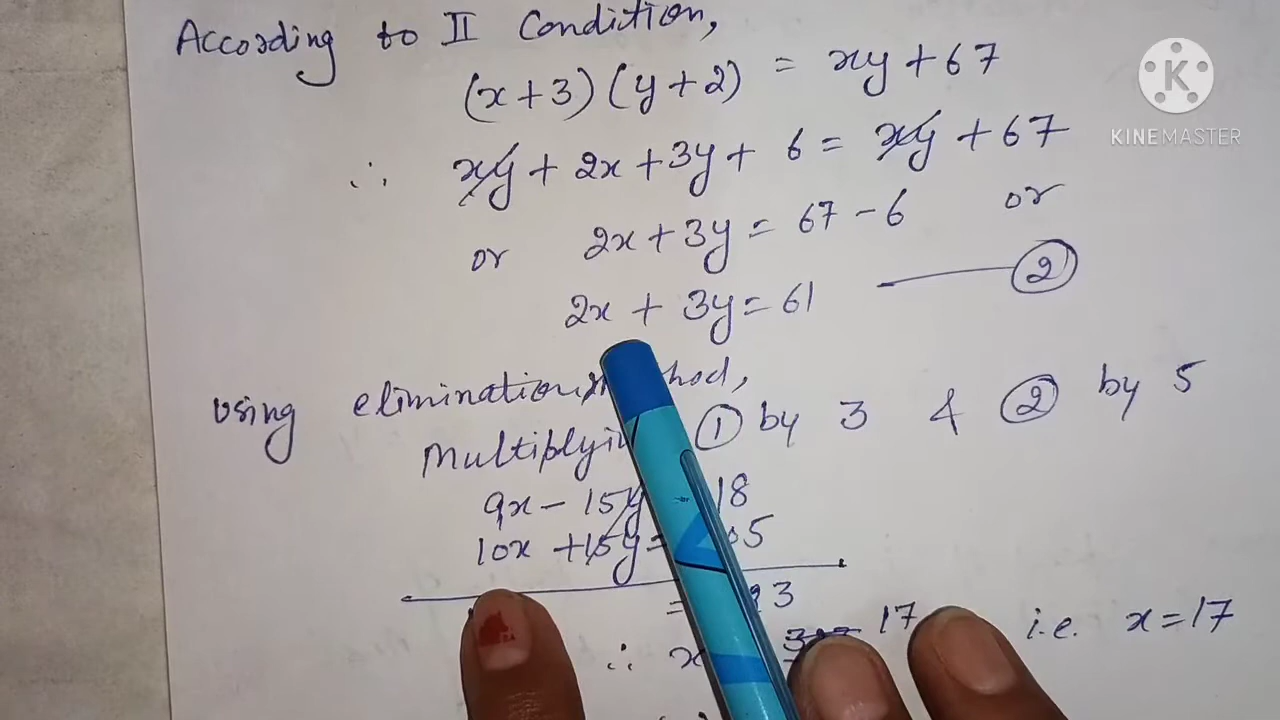 According to II Condition,
(x+3)(y+2) = xy+67
∴ xy + 2x +3y + 6 = xy + 67
or 2x + 3y = 67 - 6 or
2x + 3y = 61 —— ②
Using elimination
① by 3 & ② by 5
9x - 15y 18
10x + 15y =
=
∴ x 17 i.e. x = 17
KINEMASTER